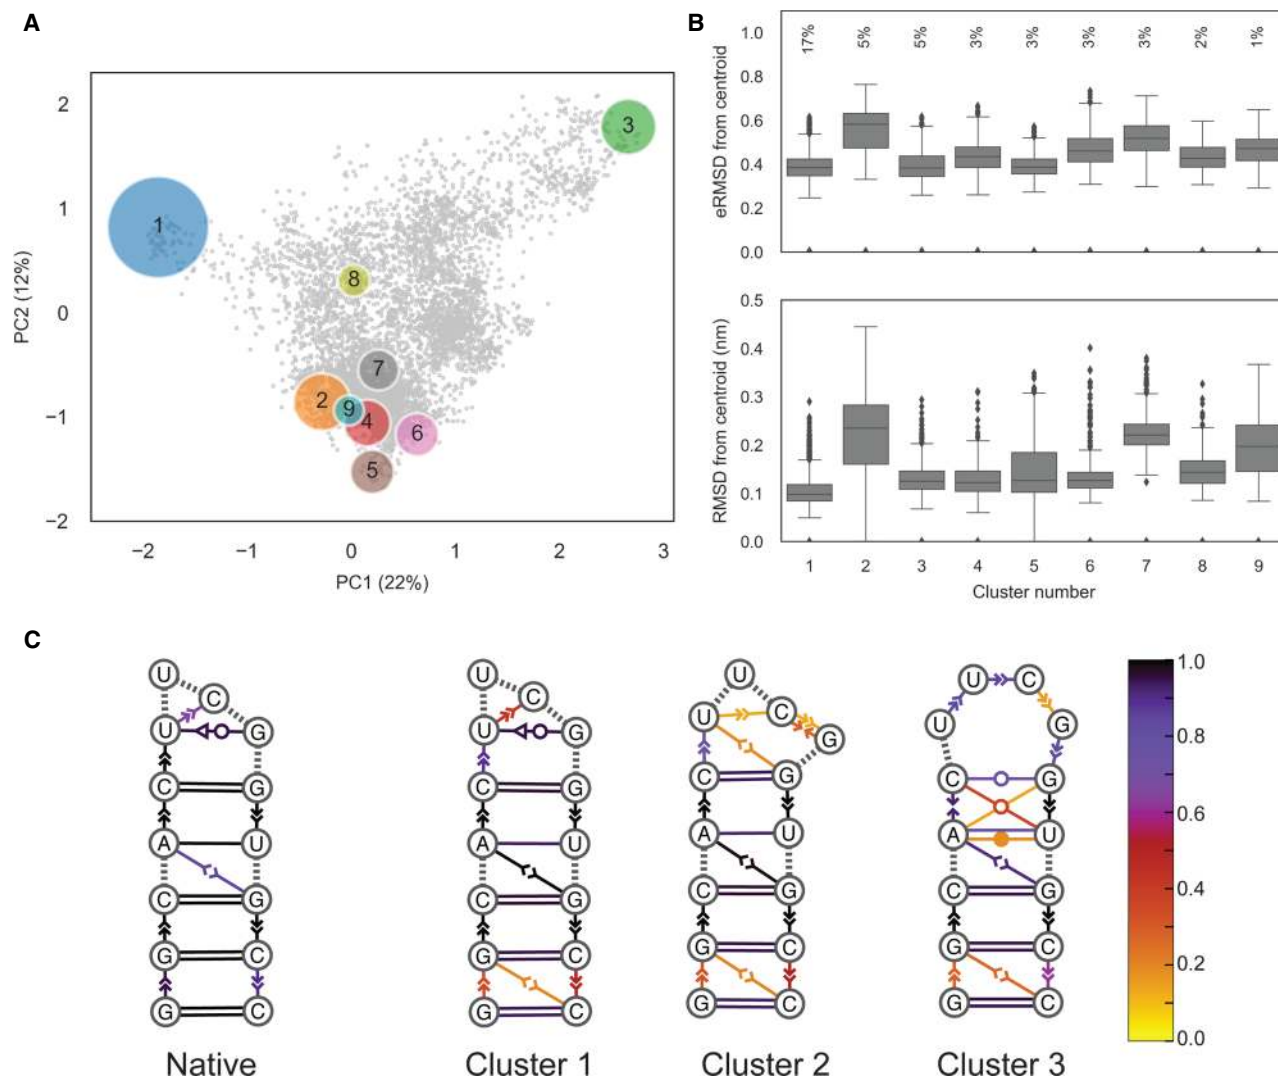 A
2
1
0
−1
−2
PC2 (12%)
−2
−1
0
1
2
3
PC1 (22%)
1
2
3
4
5
6
7
8
9
B
1.0
0.8
0.6
0.4
0.2
0.0
eRMSD from centroid
17%
5%
5%
3%
3%
3%
3%
2%
1%
0.5
0.4
0.3
0.2
0.1
0.0
RMSD from centroid (nm)
1
2
3
4
5
6
7
8
9
Cluster number
C
U
C
U
G
C
G
A
U
C
G
G
C
G
C
Native
U
C
U
G
C
G
A
U
C
G
G
C
G
C
Cluster 1
U
U
C
G
C
G
A
U
C
G
G
C
G
C
Cluster 2
U
C
U
G
C
G
A
U
C
G
G
C
G
C
Cluster 3
1.0
0.8
0.6
0.4
0.2
0.0